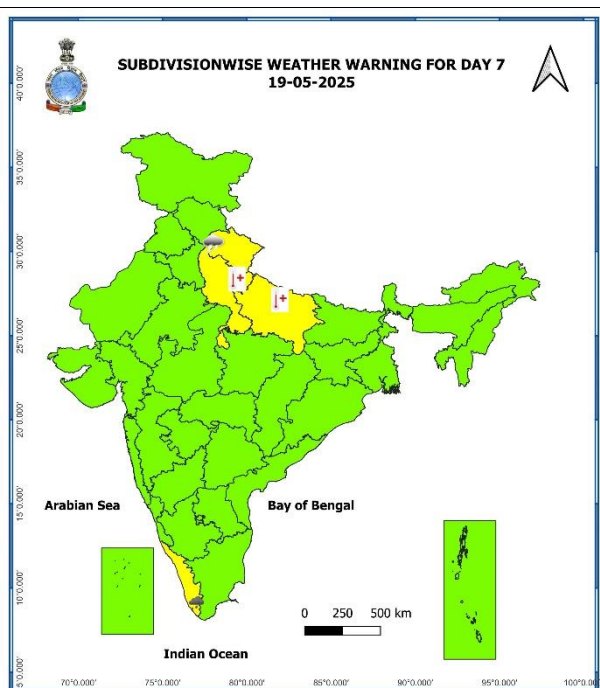 SUBDIVISIONWISE WEATHER WARNING FOR DAY 7
19-05-2025
40°0.000'
35°0.000'
30°0.000'
25°0.000'
20°0.000'
15°0.000'
10°0.000'
5°0.000'
Arabian Sea
Bay of Bengal
0 250 500 km
Indian Ocean
70°0.000' 75°0.000' 80°0.000' 85°0.000' 90°0.000' 95°0.000' 100°0.000'